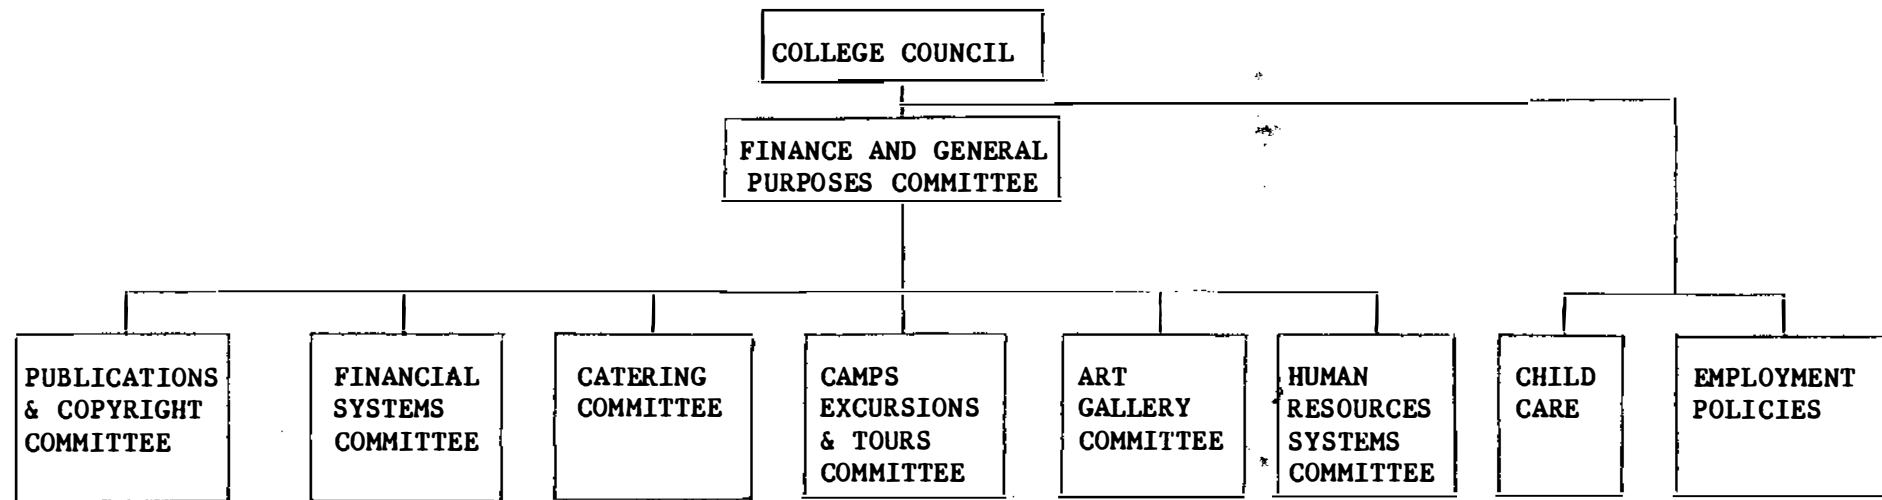 COLLEGE COUNCIL
FINANCE AND GENERAL
PURPOSES COMMITTEE
PUBLICATIONS
& COPYRIGHT
COMMITTEE
FINANCIAL
SYSTEMS
COMMITTEE
CATERING
COMMITTEE
CAMPS
EXCURSIONS
& TOURS
COMMITTEE
ART
GALLERY
COMMITTEE
HUMAN
RESOURCES
SYSTEMS
COMMITTEE
CHILD
CARE
EMPLOYMENT
POLICIES